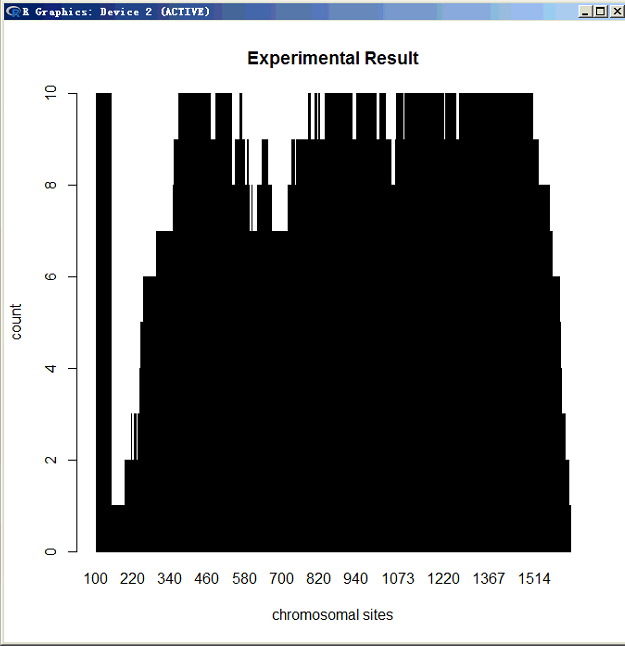 R Graphics: Device 2 (ACTIVE)
Experimental Result
10
8
6
4
2
0
count
100 220 340 460 580 700 820 940 1073 1220 1367 1514
chromosomal sites